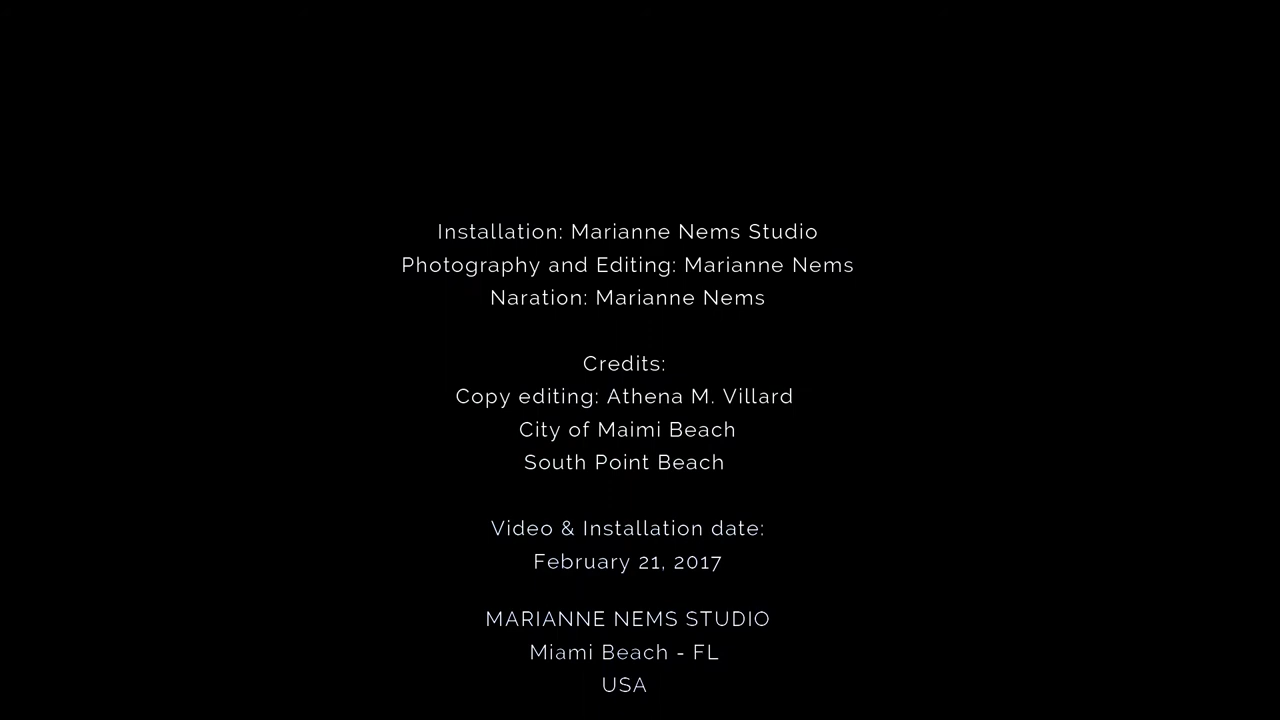 Installation: Marianne Nems Studio
Photography and Editing: Marianne Nems
Naration: Marianne Nems
Credits:
Copy editing: Athena M. Villard
City of Maimi Beach
South Point Beach
Video & Installation date:
February 21, 2017
MARIANNE NEMS STUDIO
Miami Beach - FL
USA